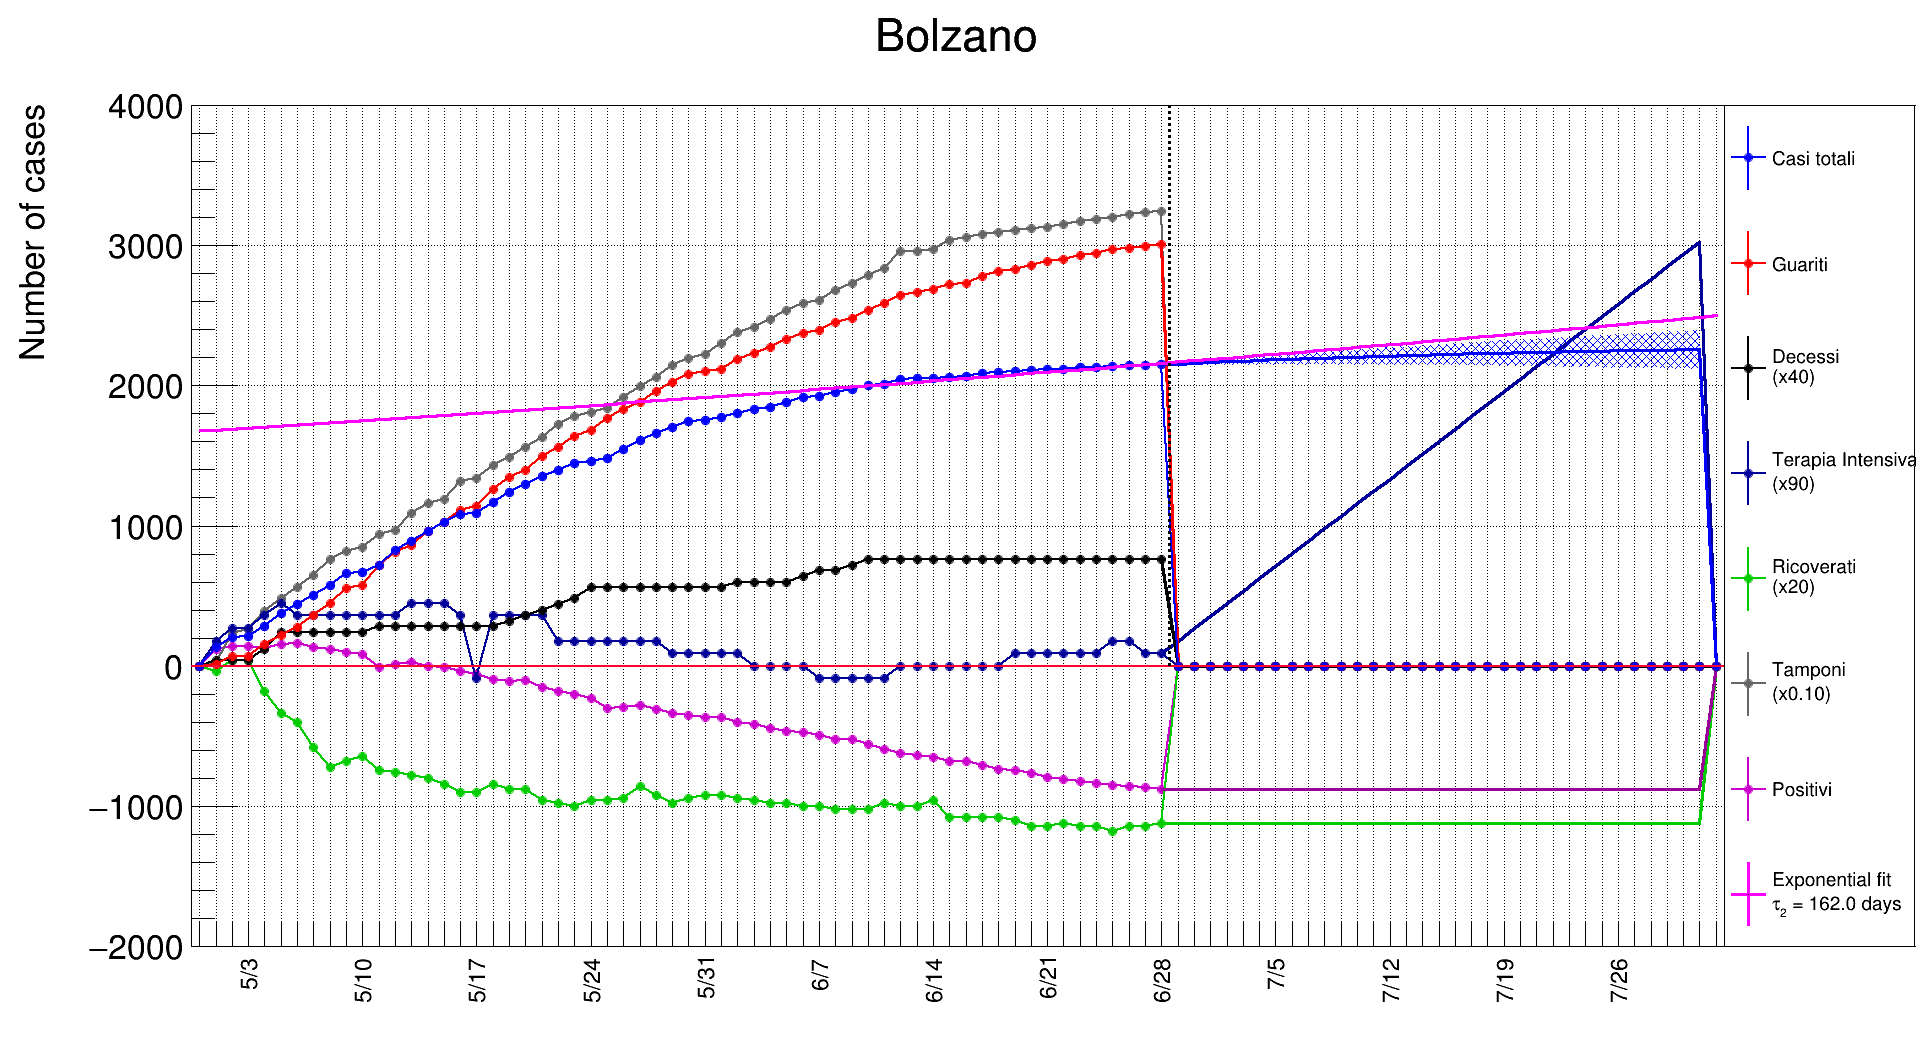 Bolzano
Number of cases
4000
3000
2000
1000
0
−1000
−2000
5/3
5/10
5/17
5/24
5/31
6/7
6/14
6/21
6/28
7/5
7/12
7/19
7/26
Casi totali
Guariti
Decessi
(x40)
Terapia Intensiva
(x90)
Ricoverati
(x20)
Tamponi
(x0.10)
Positivi
Exponential fit
τ2 = 162.0 days